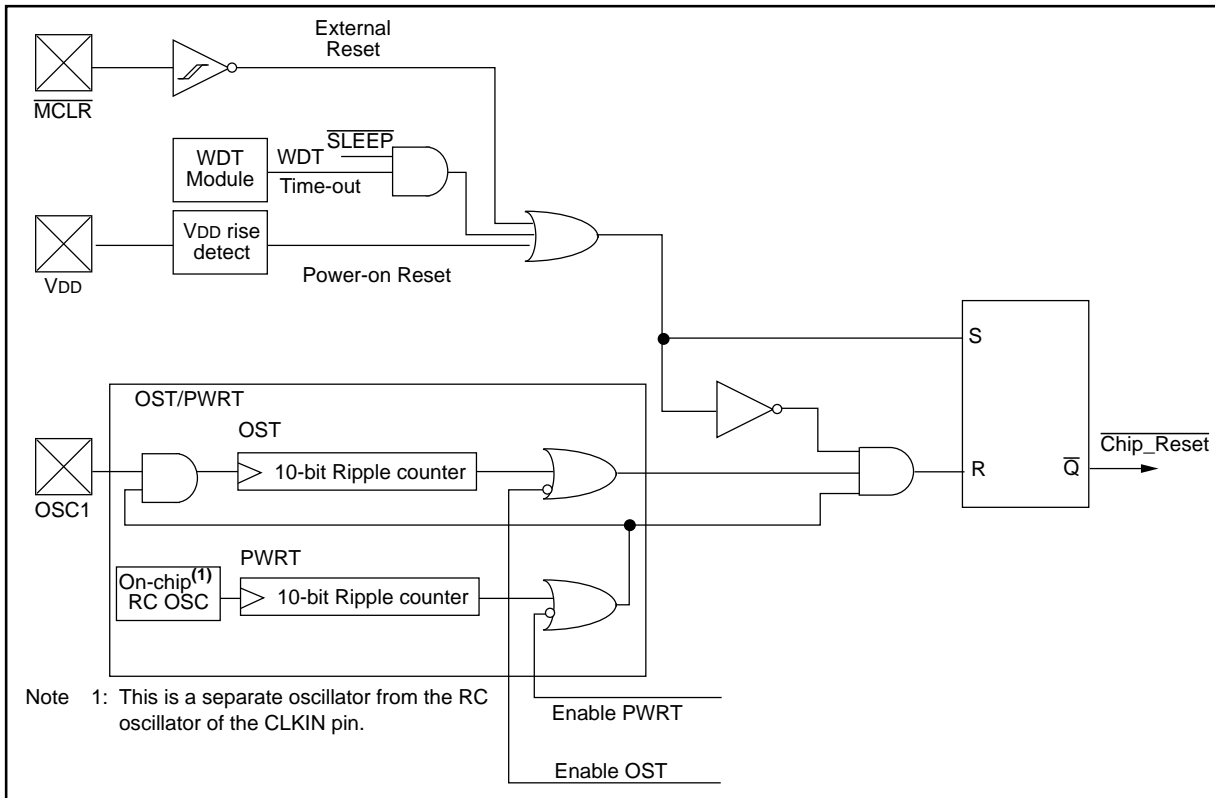 External
Reset
MCLR
SLEEP
WDT
Module
WDT
Time-out
VDD rise
detect
VDD
Power-on Reset
S
OST/PWRT
OST
10-bit Ripple counter
OSC1
R
Q
Chip_Reset
PWRT
On-chip(1)
RC OSC
10-bit Ripple counter
Note 1: This is a separate oscillator from the RC
oscillator of the CLKIN pin.
Enable PWRT
Enable OST